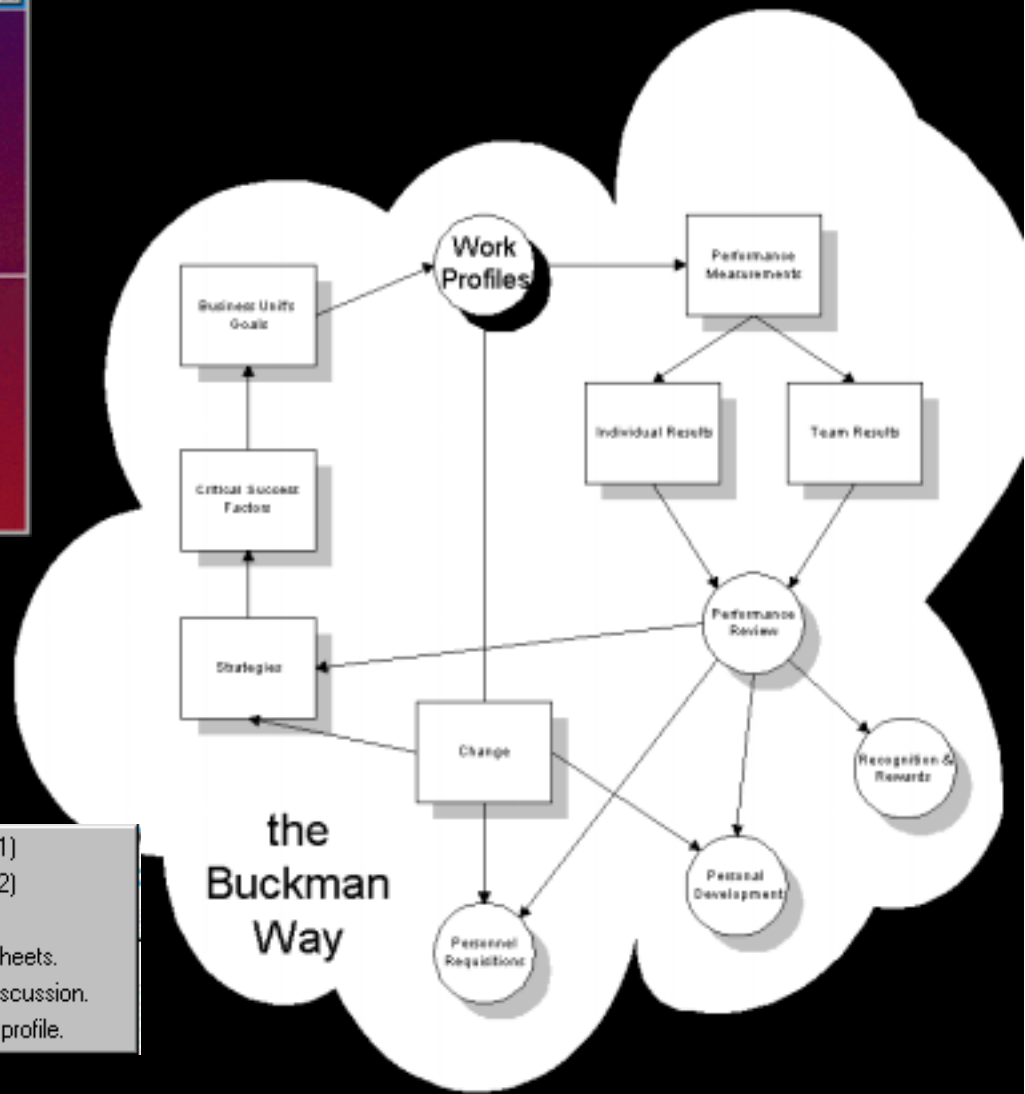 Work
Profiles
Performance
Measurements
Business Unit's
Goals
Individual Results
Team Results
Critical Success
Factors
Performance
Review
Strategies
Change
Recognition &
Rewards
the
Buckman
Way
Personal
Development
Personnel
Requisitions
1)
2)
heets.
scussion.
profile.